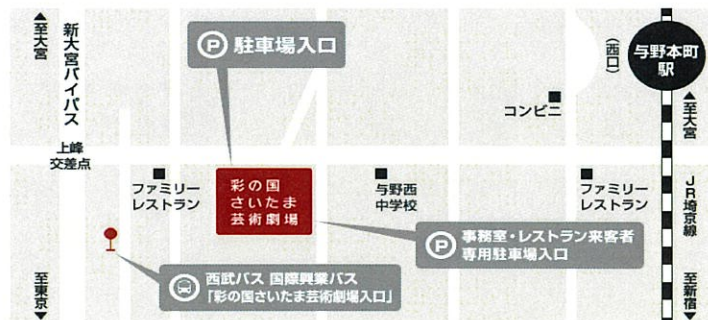 ▲至大宮
新大宮バイパス
上峰
交差点
至東京▼
Ⓟ 駐車場入口
ファミリー
レストラン
彩の国
さいたま
芸術劇場
西武バス 国際興業バス
「彩の国さいたま芸術劇場入口」
コンビニ
与野西
中学校
Ⓟ 事務室・レストラン来客者
専用駐車場入口
ファミリー
レストラン
(西口)
与野本町
駅
▲至大宮
JR埼京線
至新宿▼